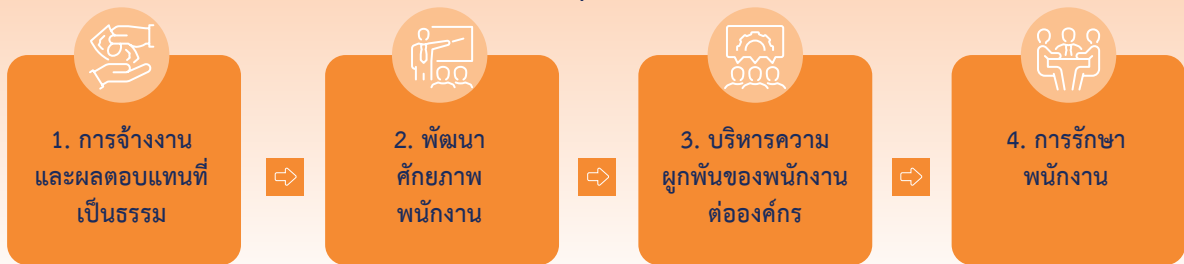 1. การจ้างงาน
และผลตอบแทนที่
เป็นธรรม
2. พัฒนา
ศักยภาพ
พนักงาน
3. บริหารความ
ผูกพันของพนักงาน
ต่อองค์กร
4. การรักษา
พนักงาน